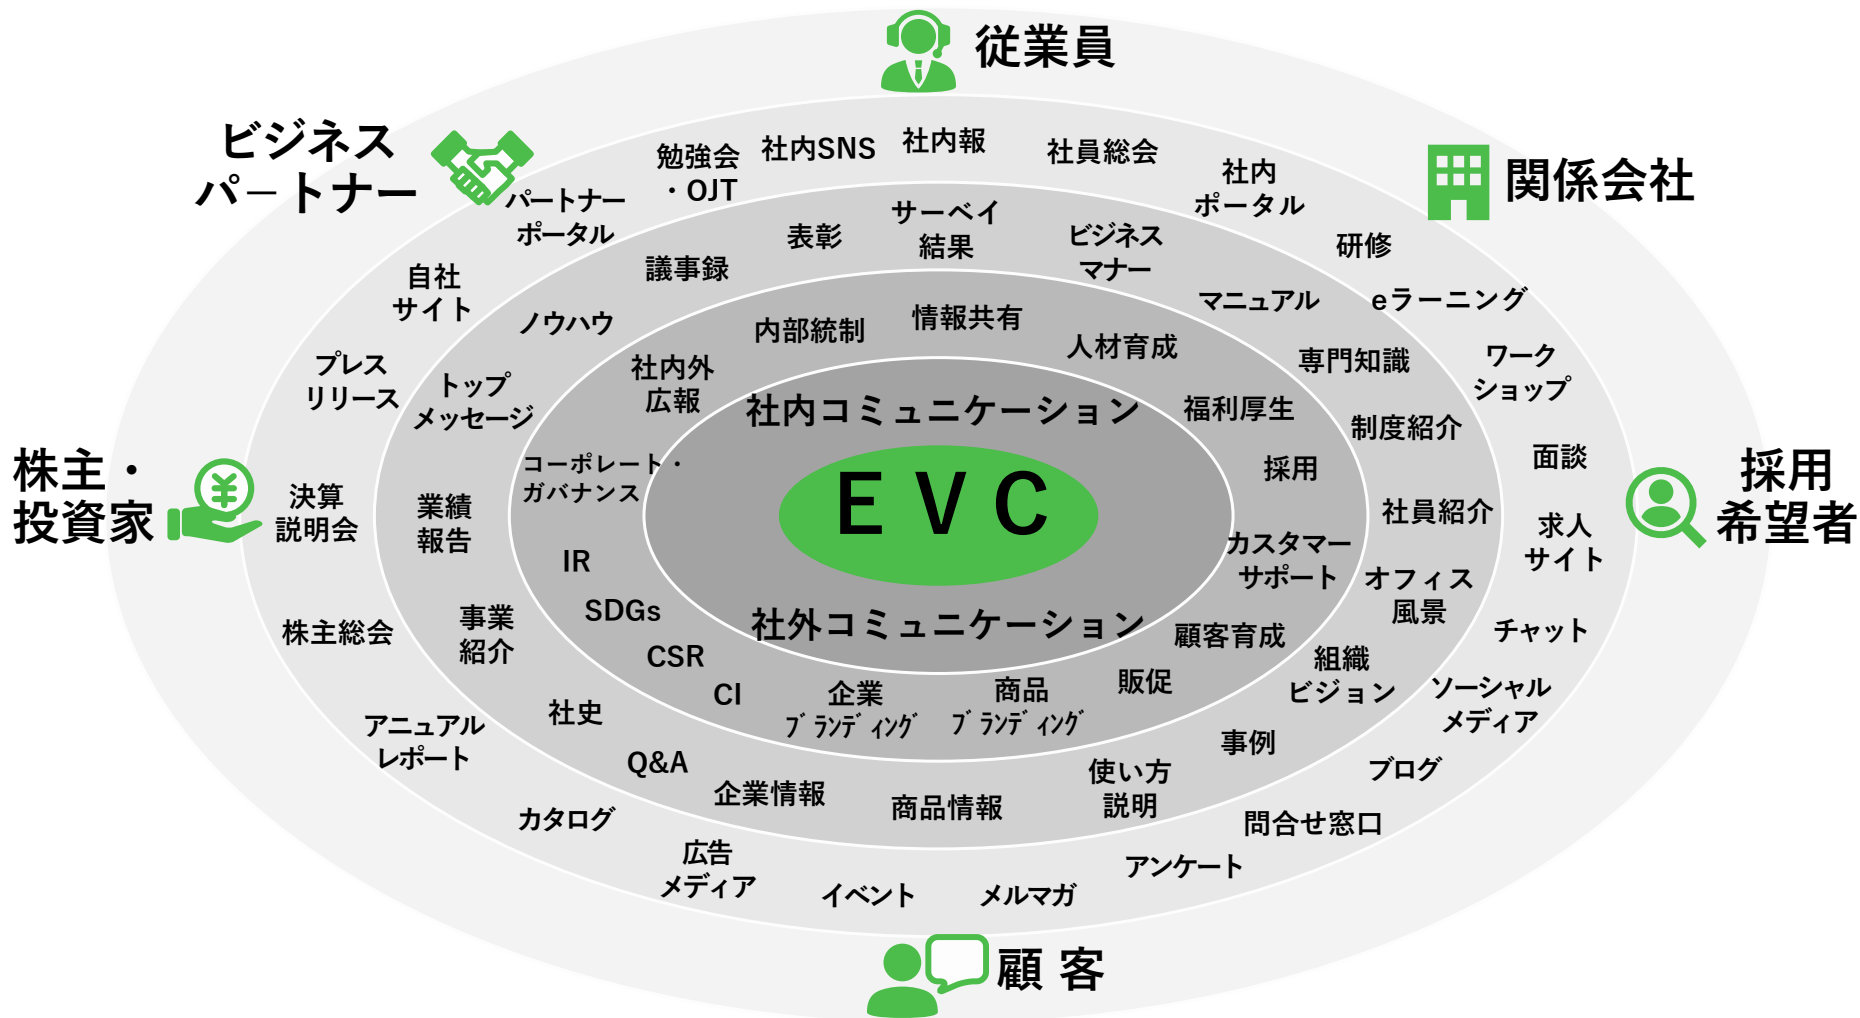 従業員
ビジネス
パートナー
関係会社
株主・
投資家
採用
希望者
顧 客
勉強会
・OJT
社内SNS
社内報
社員総会
社内
ポータル
研修
eラーニング
ワーク
ショップ
面談
求人
サイト
チャット
ソーシャル
メディア
ブログ
問合せ窓口
アンケート
メルマガ
イベント
広告
メディア
カタログ
アニュアル
レポート
株主総会
決算
説明会
プレス
リリース
自社
サイト
パートナー
ポータル
議事録
表彰
サーベイ
結果
ビジネス
マナー
マニュアル
専門知識
制度紹介
社員紹介
オフィス
風景
組織
ビジョン
事例
使い方
説明
商品情報
企業情報
Q&A
社史
事業
紹介
業績
報告
トップ
メッセージ
ノウハウ
社内外
広報
内部統制
情報共有
人材育成
福利厚生
採用
カスタマー
サポート
顧客育成
販促
商品
ﾌﾞﾗﾝﾃﾞｨﾝｸﾞ
企業
ﾌﾞﾗﾝﾃﾞｨﾝｸﾞ
CI
CSR
SDGs
IR
コーポレート・
ガバナンス
社内コミュニケーション
EVC
社外コミュニケーション